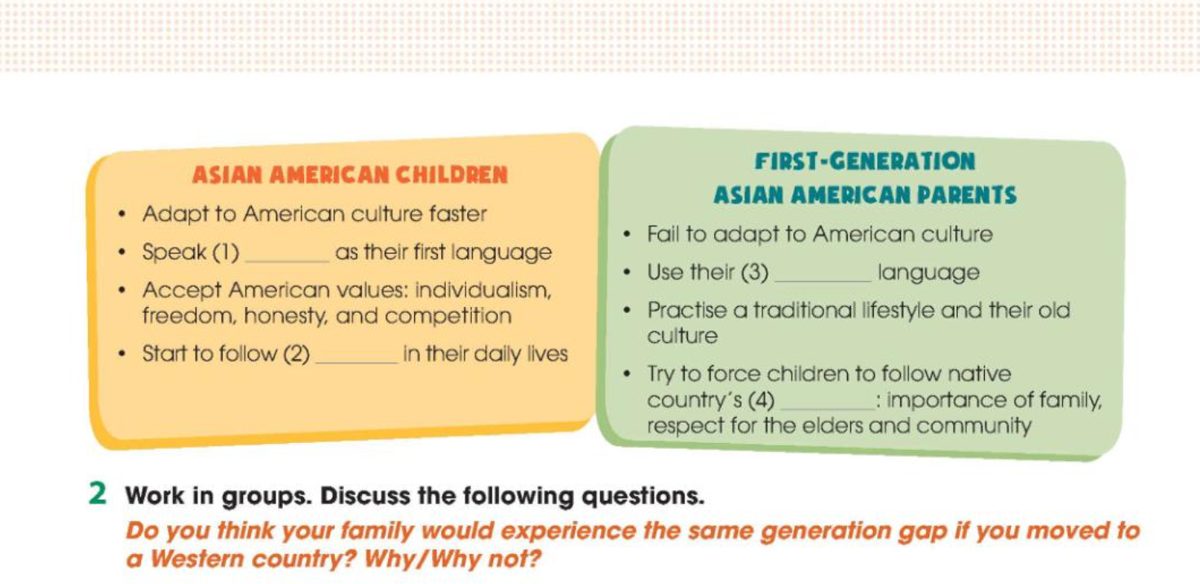 ASIAN AMERICAN CHILDREN
• Adapt to American culture faster
• Speak (1) ________ as their first language
• Accept American values: individualism,
freedom, honesty, and competition
• Start to follow (2) ________ in their daily lives
FIRST-GENERATION
ASIAN AMERICAN PARENTS
• Fail to adapt to American culture
• Use their (3) ________ language
• Practise a traditional lifestyle and their old
culture
• Try to force children to follow native
country's (4) ________: importance of family,
respect for the elders and community
2 Work in groups. Discuss the following questions.
Do you think your family would experience the same generation gap if you moved to
a Western country? Why/Why not?